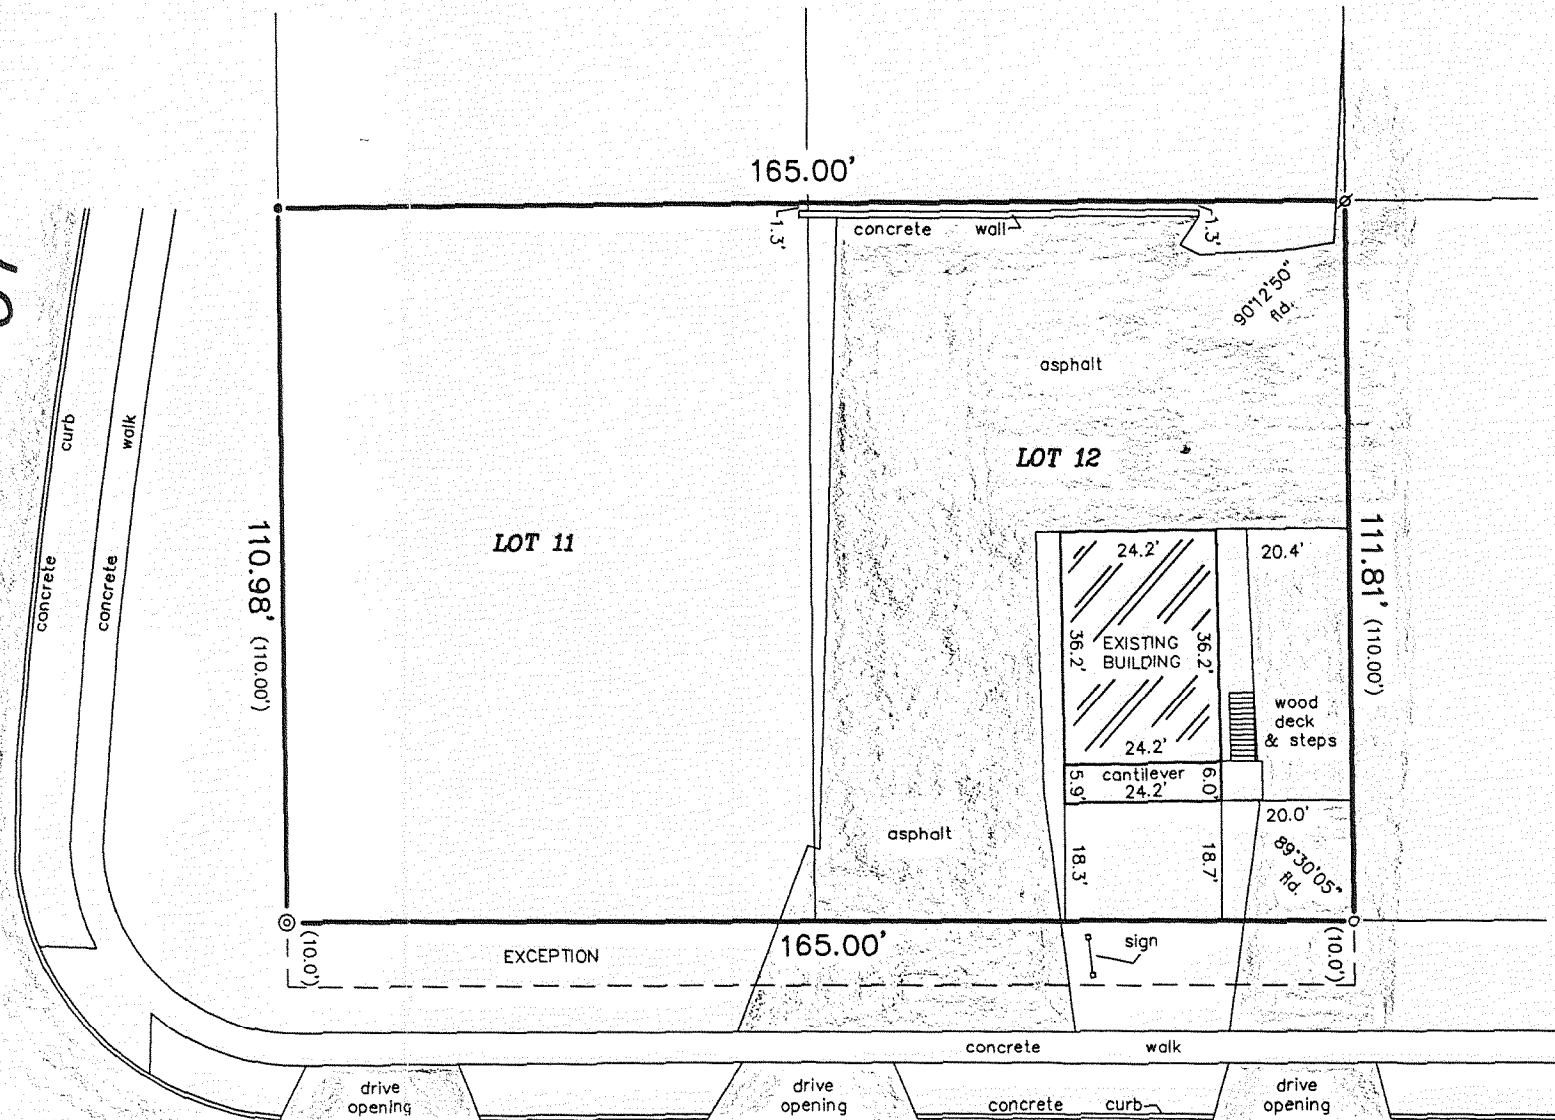 165.00'
1.3'
concrete wall
1.3'
90°12'50"
fld.
asphalt
curb
walk
LOT 12
concrete
concrete
110.98' (110.00')
LOT 11
24.2'
20.4'
111.81' (110.00')
36.2'
EXISTING
BUILDING
36.2'
wood
deck
& steps
24.2'
5.9'
cantilever
24.2'
6.0'
20.0'
asphalt
18.3'
18.7'
89°30'05"
fld.
(10.0')
EXCEPTION
165.00'
sign
(10.0')
concrete walk
drive
opening
drive
opening
concrete curb
drive
opening